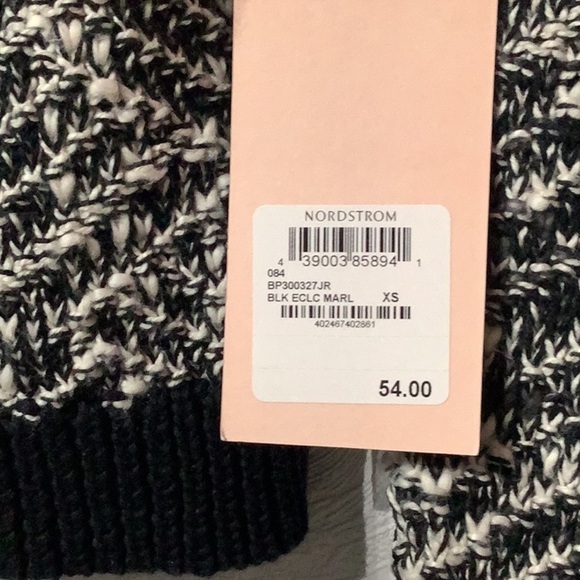 NORDSTROM
4 39003 85894 1
084
BP300327JR
BLK ECLC MARL XS
402467402861
54.00